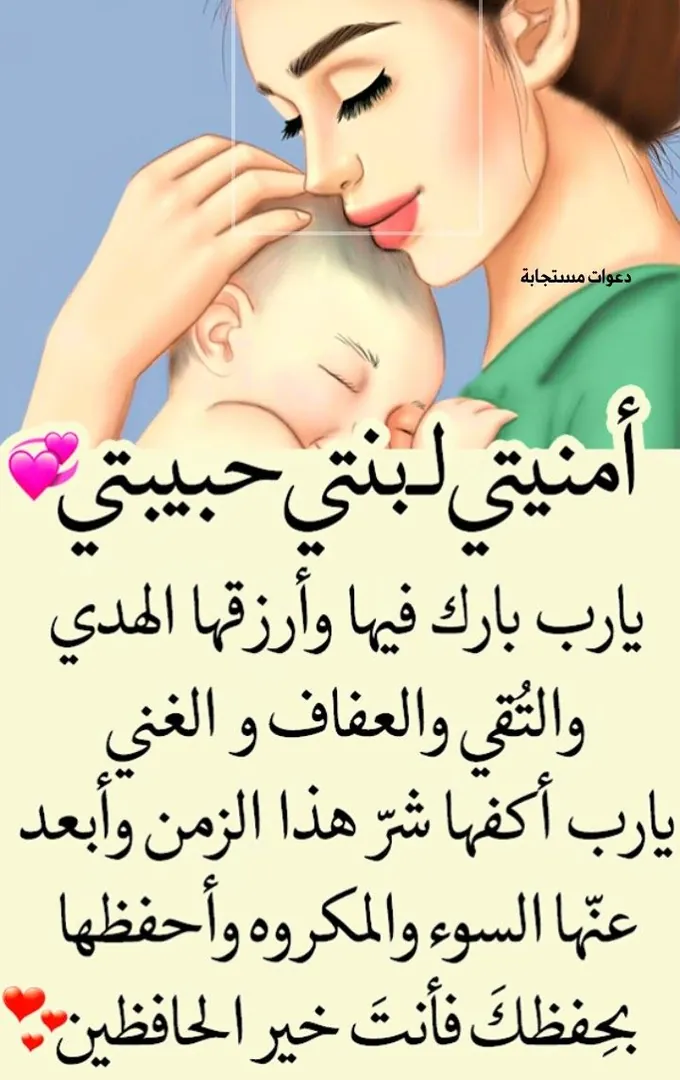 دعوات مستجابة
أمنيتي لـبنتي حبيبتي
يارب بارك فيها وأرزقها الهدي
والتُقي والعفاف و الغني
يارب أكفها شرّ هذا الزمن وأبعد
عنّها السوء والمكروه وأحفظها
بحِفظكَ فأنتَ خير الحافظين